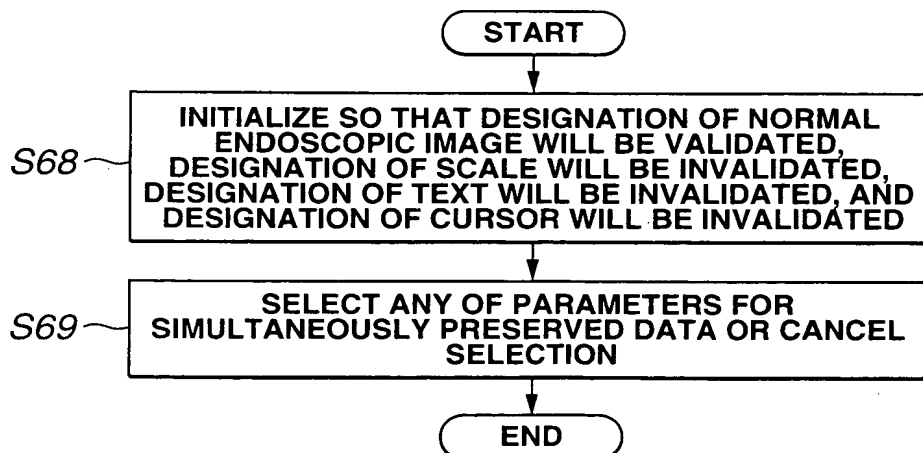 START
S68
INITIALIZE SO THAT DESIGNATION OF NORMAL
ENDOSCOPIC IMAGE WILL BE VALIDATED,
DESIGNATION OF SCALE WILL BE INVALIDATED,
DESIGNATION OF TEXT WILL BE INVALIDATED, AND
DESIGNATION OF CURSOR WILL BE INVALIDATED
S69
SELECT ANY OF PARAMETERS FOR
SIMULTANEOUSLY PRESERVED DATA OR CANCEL
SELECTION
END